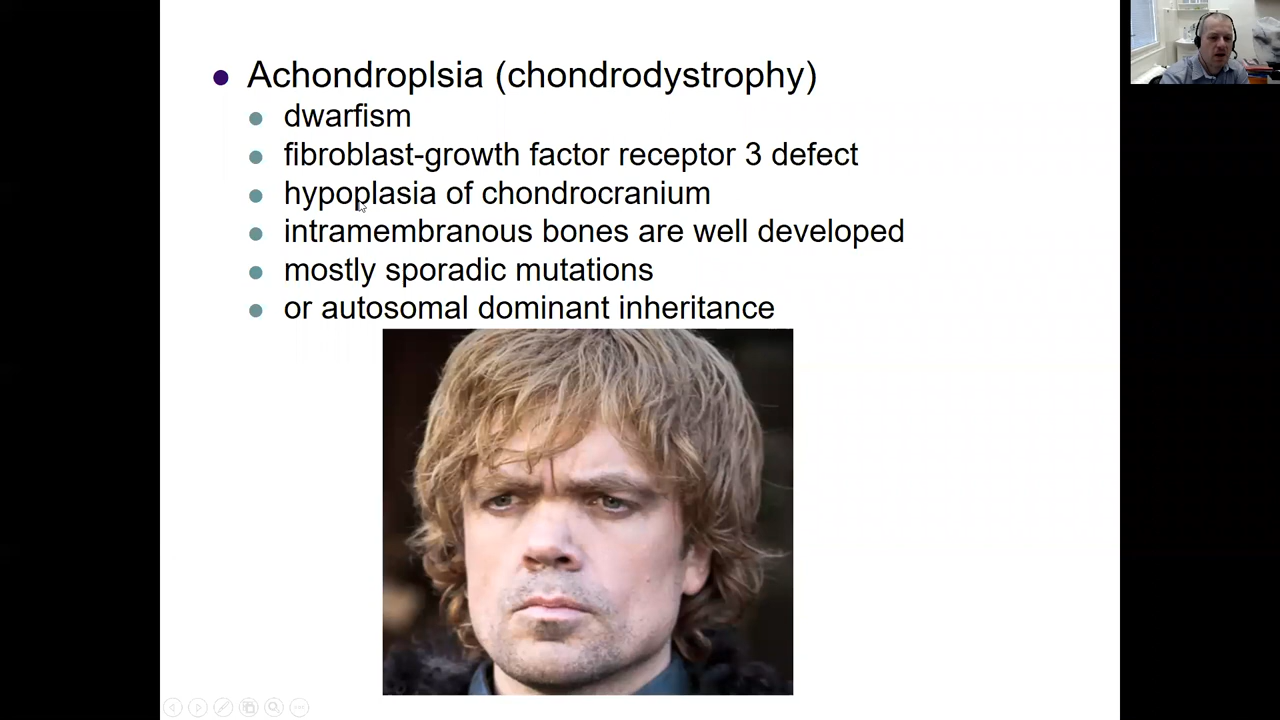 Achondroplsia (chondrodystrophy)
dwarfism
fibroblast-growth factor receptor 3 defect
hypoplasia of chondrocranium
intramembranous bones are well developed
mostly sporadic mutations
or autosomal dominant inheritance